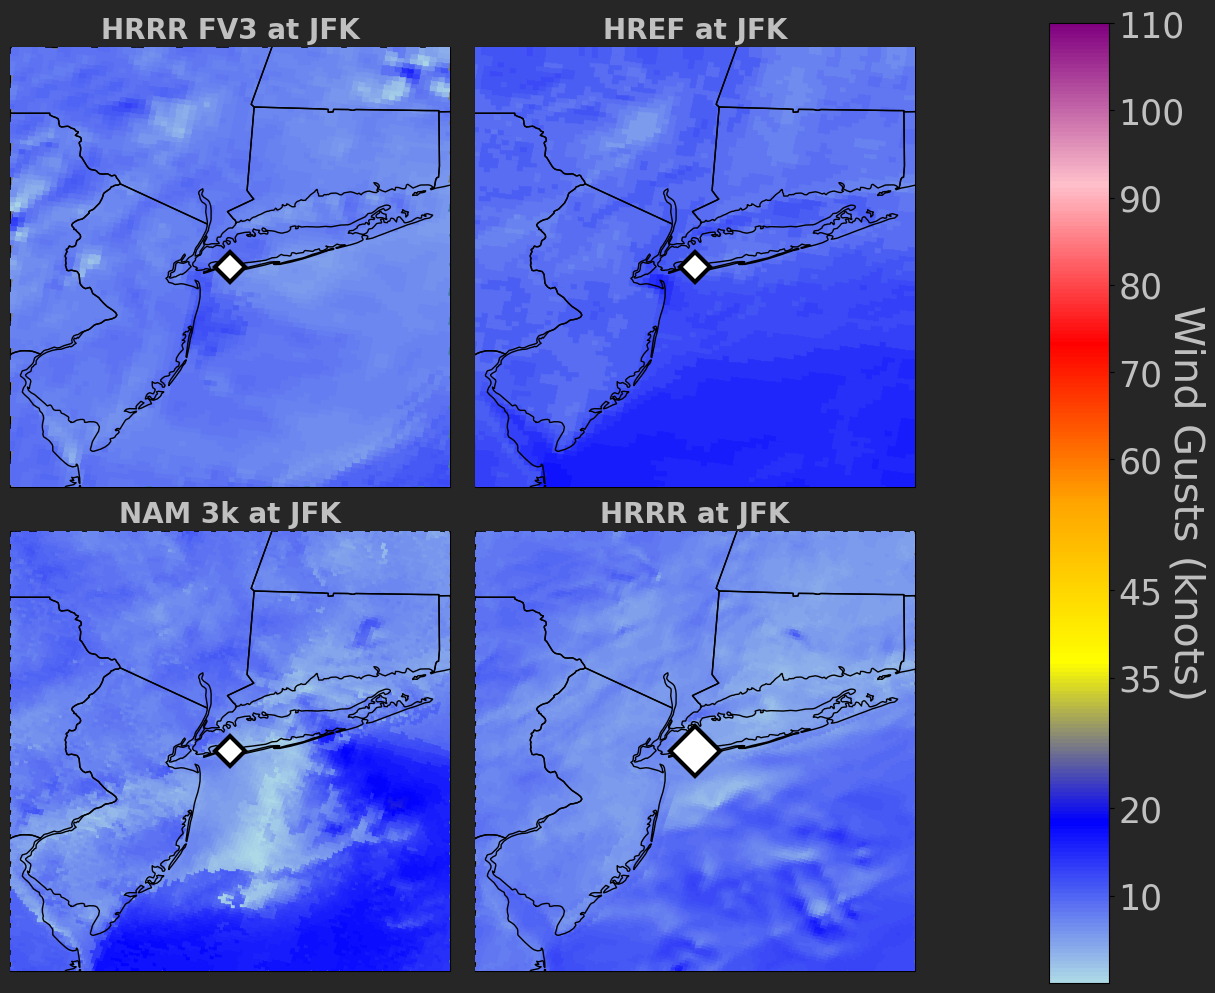 HRRR FV3 at JFK
HREF at JFK
NAM 3k at JFK
HRRR at JFK
110
100
90
80
70
60
45
35
20
10
Wind Gusts (knots)